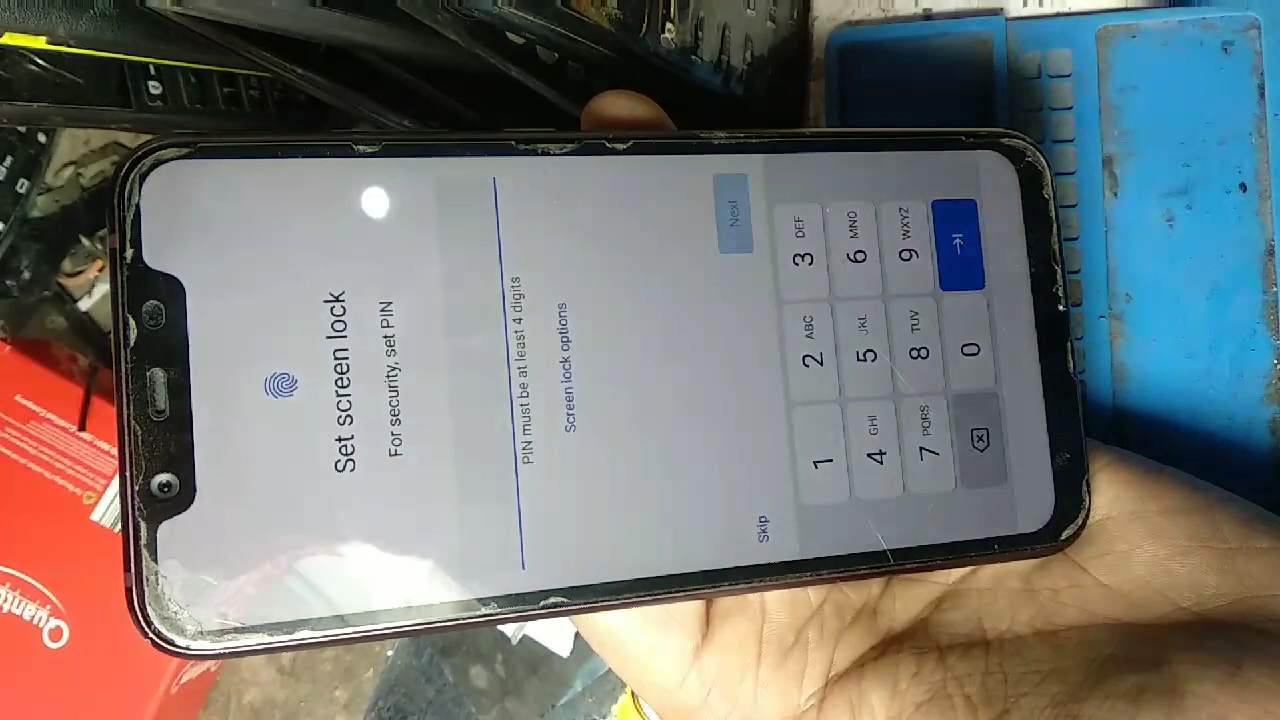 Set screen lock
For security, set PIN
PIN must be at least 4 digits
Screen lock options
Skip
Next
1
2 ABC
3 DEF
4 GHI
5 JKL
6 MNO
7 PQRS
8 TUV
9 WXYZ
0